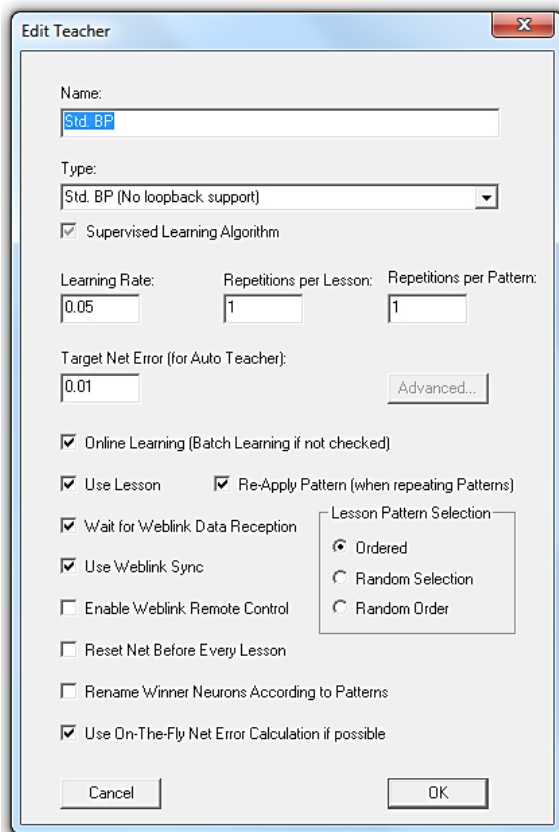 Edit Teacher
Name:
Std. BP
Type:
Std. BP (No loopback support)
Supervised Learning Algorithm
Learning Rate: Repetitions per Lesson: Repetitions per Pattern:
0.05 1 1
Target Net Error (for Auto Teacher):
0.01 Advanced...
Online Learning (Batch Learning if not checked)
Use Lesson Re-Apply Pattern (when repeating Patterns)
Lesson Pattern Selection
Wait for Weblink Data Reception
Ordered
Use Weblink Sync
Random Selection
Enable Weblink Remote Control Random Order
Reset Net Before Every Lesson
Rename Winner Neurons According to Patterns
Use On-The-Fly Net Error Calculation if possible
Cancel OK